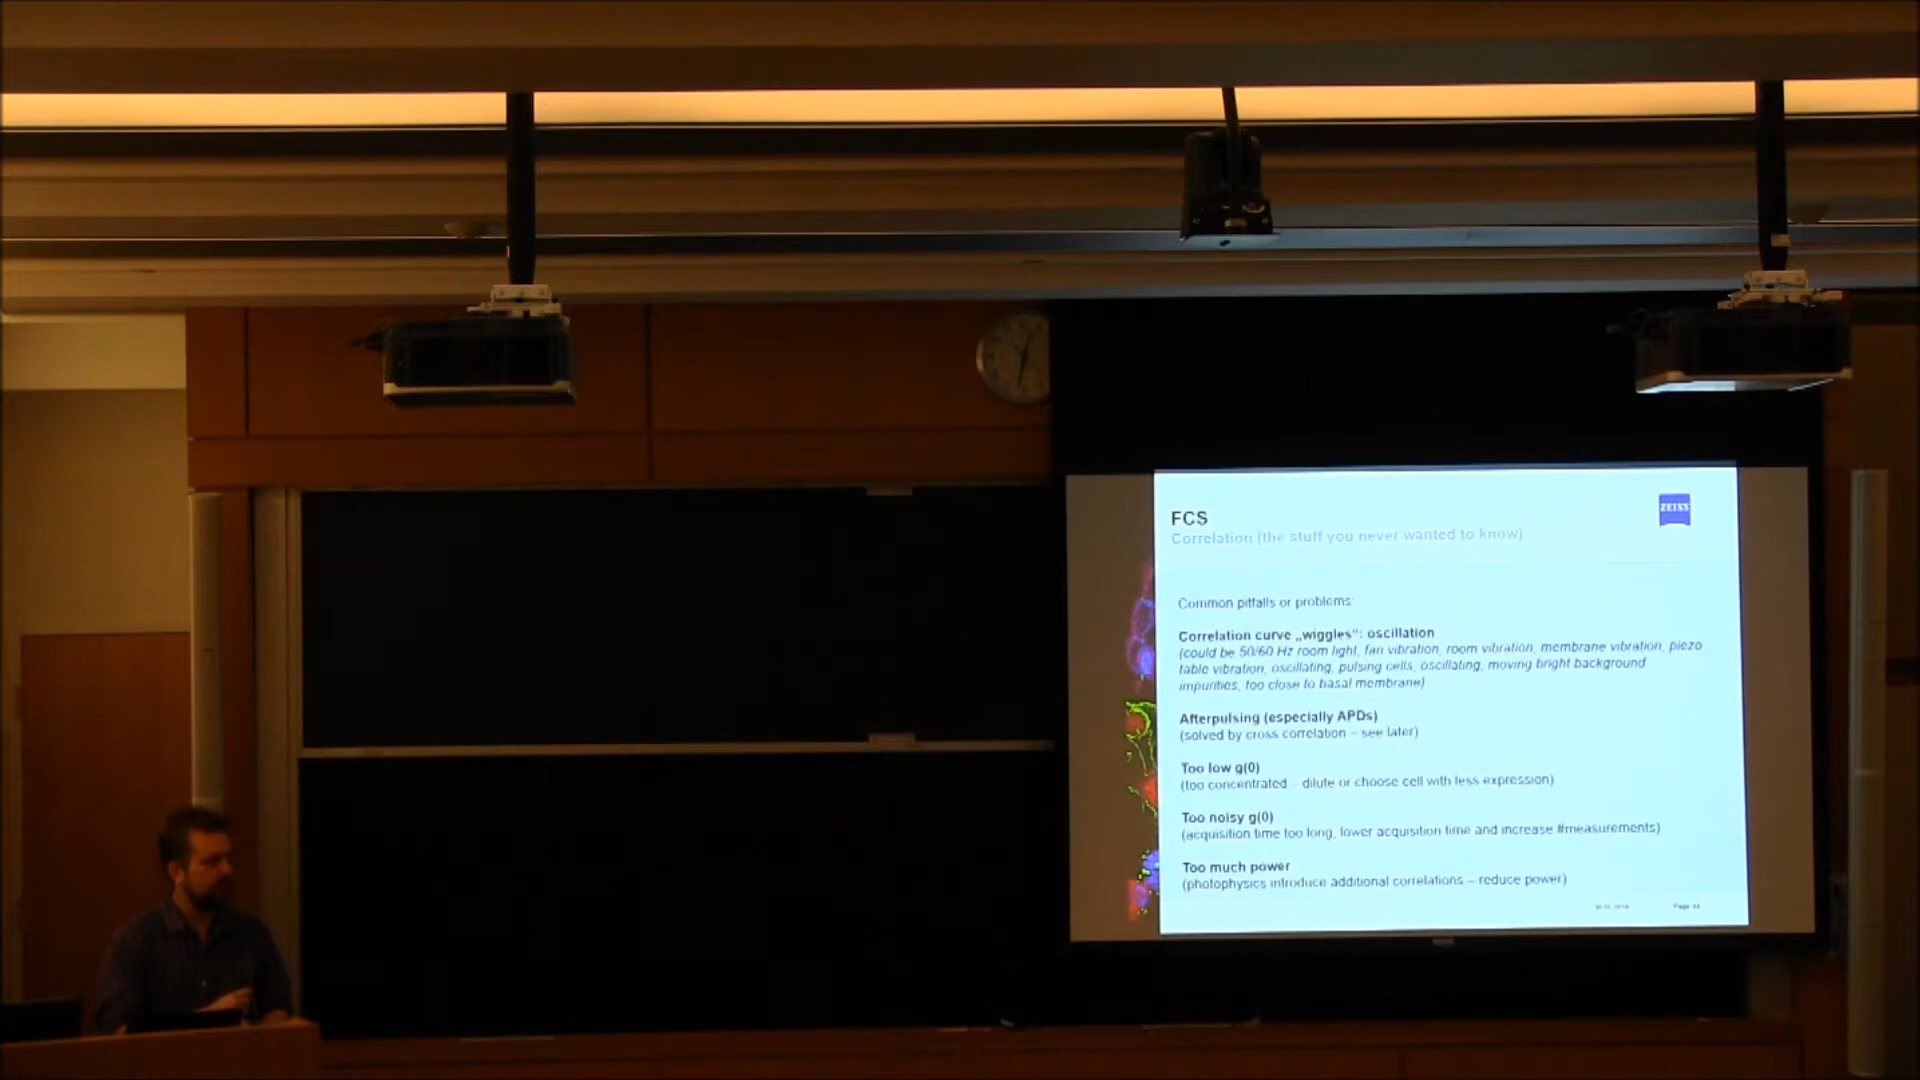 FCS
ZEISS
Correlation (the stuff you never wanted to know)
Common pitfalls or problems:
Correlation curve „wiggles“: oscillation
(could be 50/60 Hz room light, fan vibration, room vibration, membrane vibration, piezo
table vibration, oscillating, pulsing cells, oscillating, moving bright background
impurities, too close to basal membrane)
Afterpulsing (especially APDs)
(solved by cross correlation – see later)
Too low g(0)
(too concentrated – dilute or choose cell with less expression)
Too noisy g(0)
(acquisition time too long, lower acquisition time and increase #measurements)
Too much power
(photophysics introduce additional correlations – reduce power)
Page